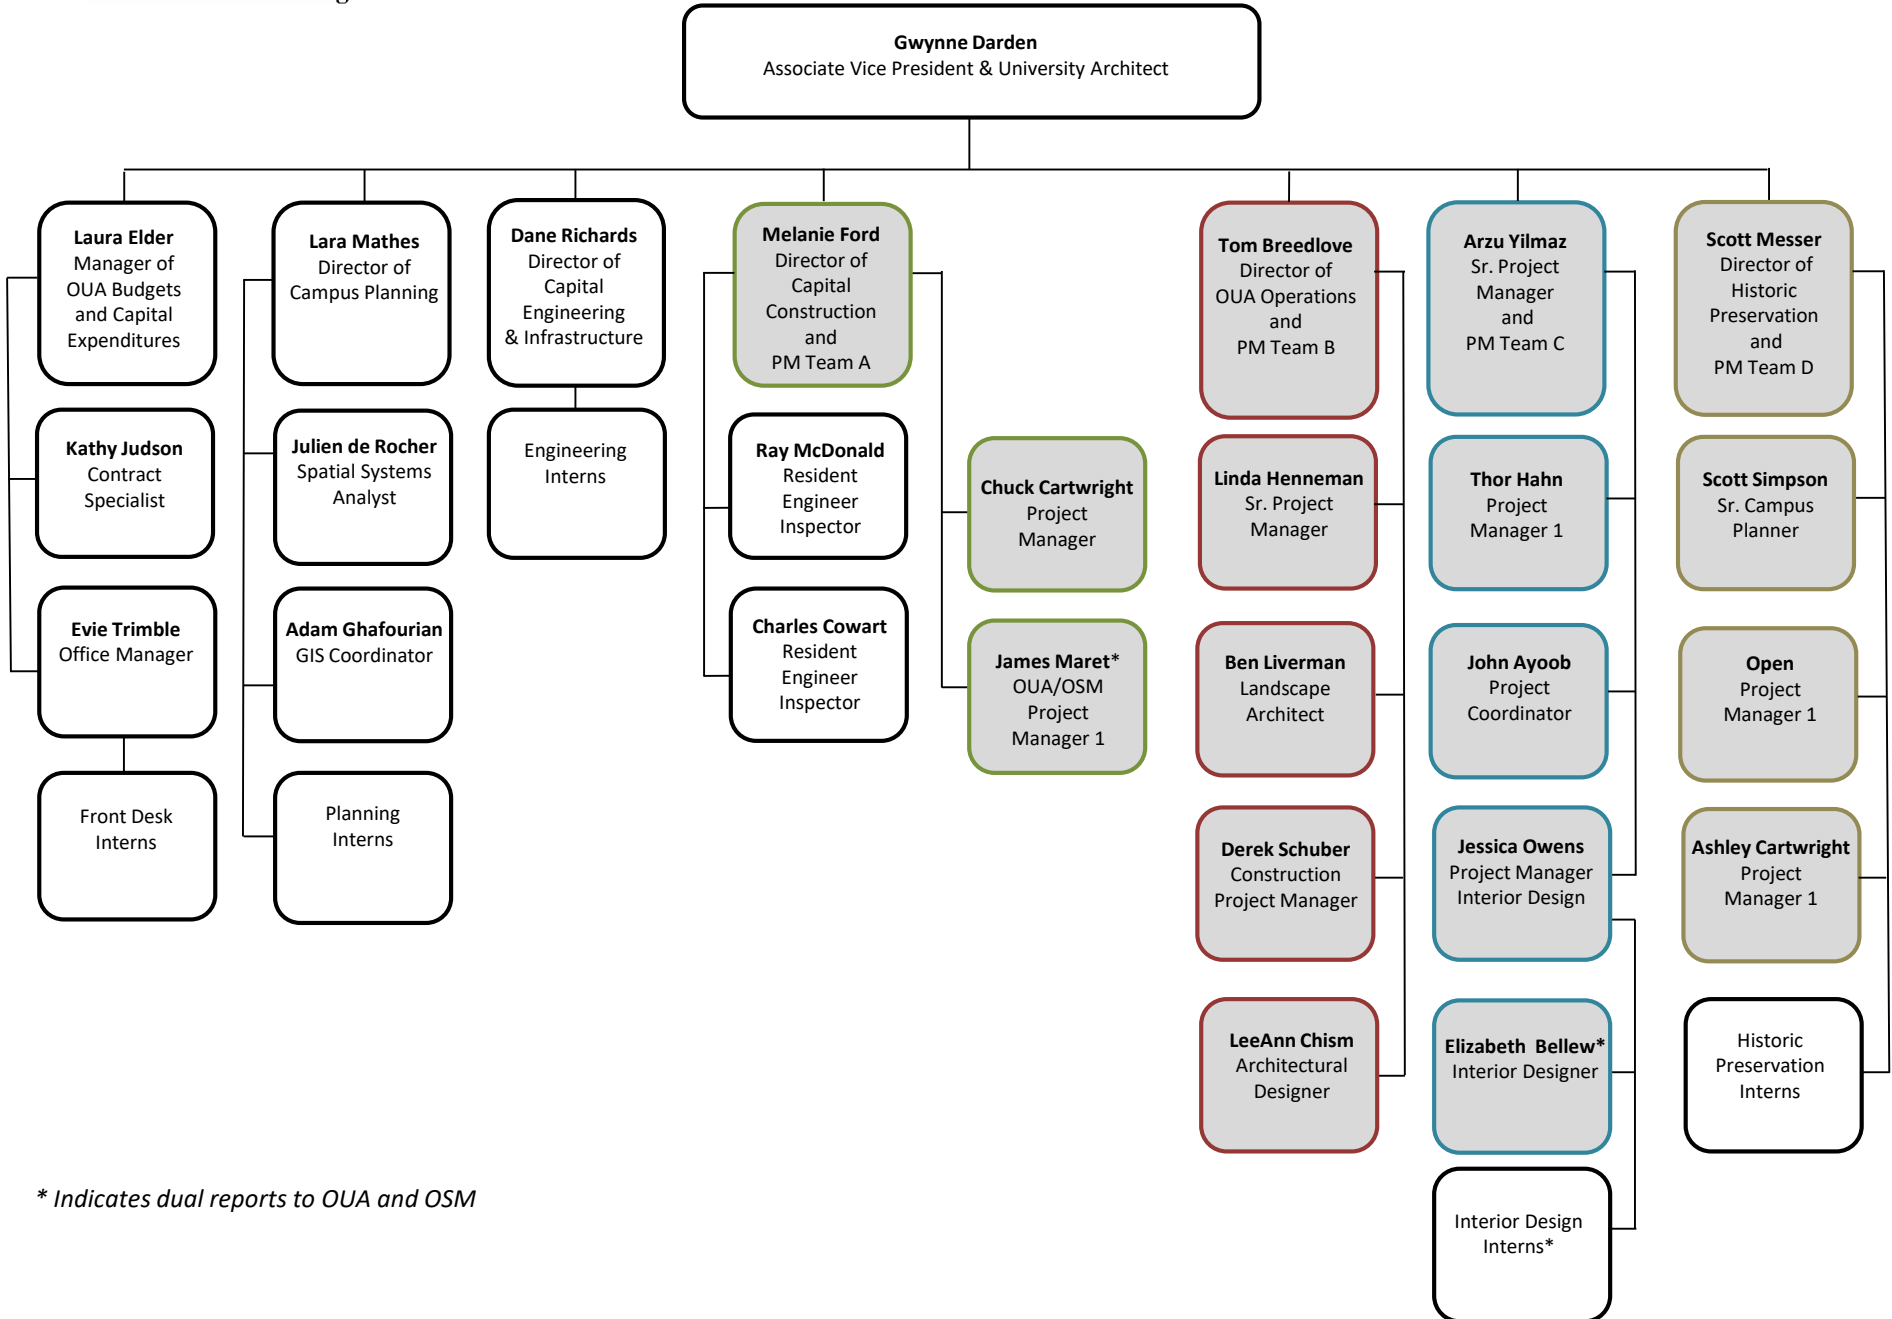 Gwynne Darden
Associate Vice President & University Architect
Laura Elder
Manager of
OUA Budgets
and Capital
Expenditures
Lara Mathes
Director of
Campus Planning
Dane Richards
Director of
Capital
Engineering
& Infrastructure
Melanie Ford
Director of
Capital
Construction
and
PM Team A
Tom Breedlove
Director of
OUA Operations
and
PM Team B
Arzu Yilmaz
Sr. Project
Manager
and
PM Team C
Scott Messer
Director of
Historic
Preservation
and
PM Team D
Kathy Judson
Contract
Specialist
Julien de Rocher
Spatial Systems
Analyst
Engineering
Interns
Ray McDonald
Resident
Engineer
Inspector
Chuck Cartwright
Project
Manager
Linda Henneman
Sr. Project
Manager
Thor Hahn
Project
Manager 1
Scott Simpson
Sr. Campus
Planner
Evie Trimble
Office Manager
Adam Ghafourian
GIS Coordinator
Charles Cowart
Resident
Engineer
Inspector
James Maret*
OUA/OSM
Project
Manager 1
Ben Liverman
Landscape
Architect
John Ayoob
Project
Coordinator
Open
Project
Manager 1
Front Desk
Interns
Planning
Interns
Derek Schuber
Construction
Project Manager
Jessica Owens
Project Manager
Interior Design
Ashley Cartwright
Project
Manager 1
LeeAnn Chism
Architectural
Designer
Elizabeth Bellew*
Interior Designer
Historic
Preservation
Interns
Interior Design
Interns*
* Indicates dual reports to OUA and OSM